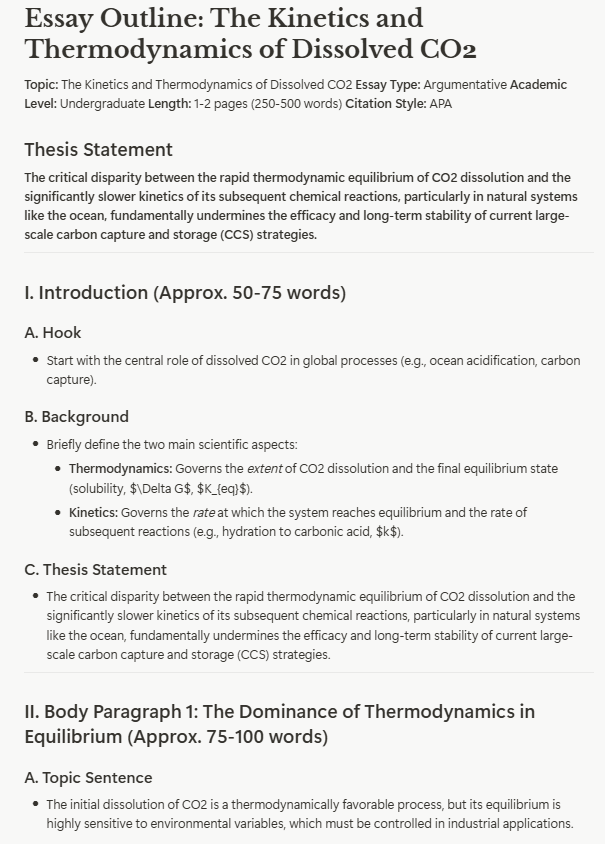 Essay Outline: The Kinetics and
Thermodynamics of Dissolved CO2
Topic: The Kinetics and Thermodynamics of Dissolved CO2 Essay Type: Argumentative Academic
Level: Undergraduate Length: 1-2 pages (250-500 words) Citation Style: APA
Thesis Statement
The critical disparity between the rapid thermodynamic equilibrium of CO2 dissolution and the
significantly slower kinetics of its subsequent chemical reactions, particularly in natural systems
like the ocean, fundamentally undermines the efficacy and long-term stability of current large-
scale carbon capture and storage (CCS) strategies.
I. Introduction (Approx. 50-75 words)
A. Hook
• Start with the central role of dissolved CO2 in global processes (e.g., ocean acidification, carbon
capture).
B. Background
• Briefly define the two main scientific aspects:
• Thermodynamics: Governs the extent of CO2 dissolution and the final equilibrium state
(solubility, $\Delta G$, $K_{eq}$).
• Kinetics: Governs the rate at which the system reaches equilibrium and the rate of
subsequent reactions (e.g., hydration to carbonic acid, $k$).
C. Thesis Statement
• The critical disparity between the rapid thermodynamic equilibrium of CO2 dissolution and the
significantly slower kinetics of its subsequent chemical reactions, particularly in natural systems
like the ocean, fundamentally undermines the efficacy and long-term stability of current large-
scale carbon capture and storage (CCS) strategies.
II. Body Paragraph 1: The Dominance of Thermodynamics in
Equilibrium (Approx. 75-100 words)
A. Topic Sentence
• The initial dissolution of CO2 is a thermodynamically favorable process, but its equilibrium is
highly sensitive to environmental variables, which must be controlled in industrial applications.